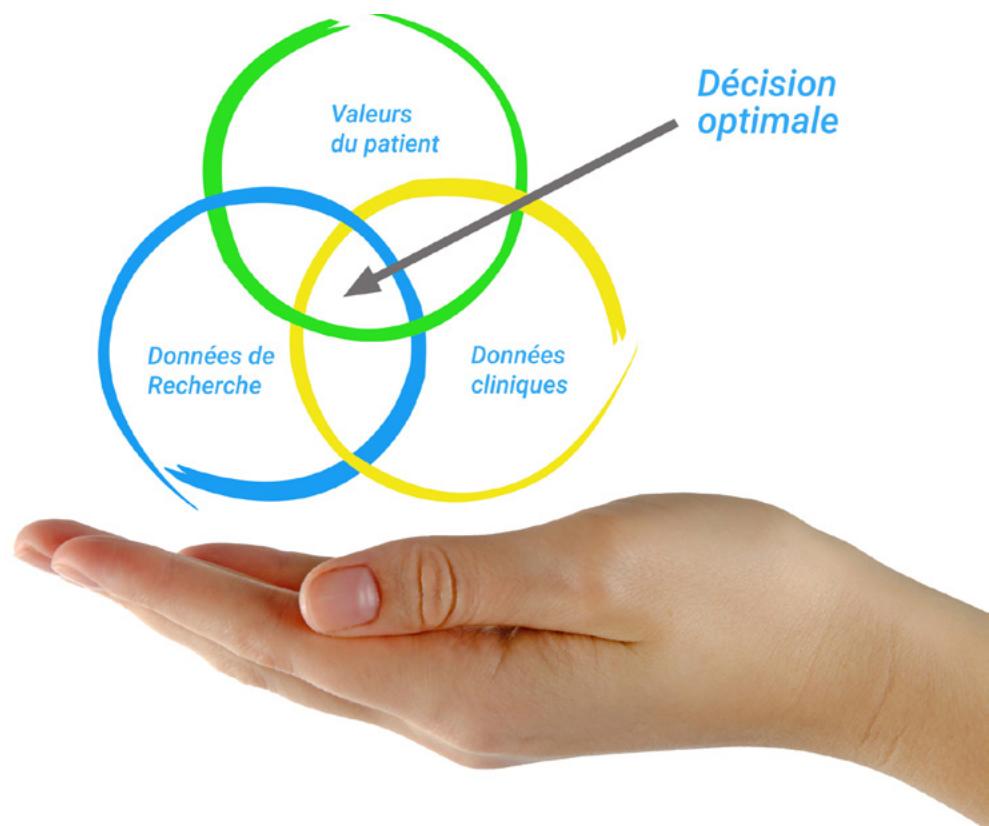 Valeurs
du patient
Décision
optimale
Données de
Recherche
Données
cliniques